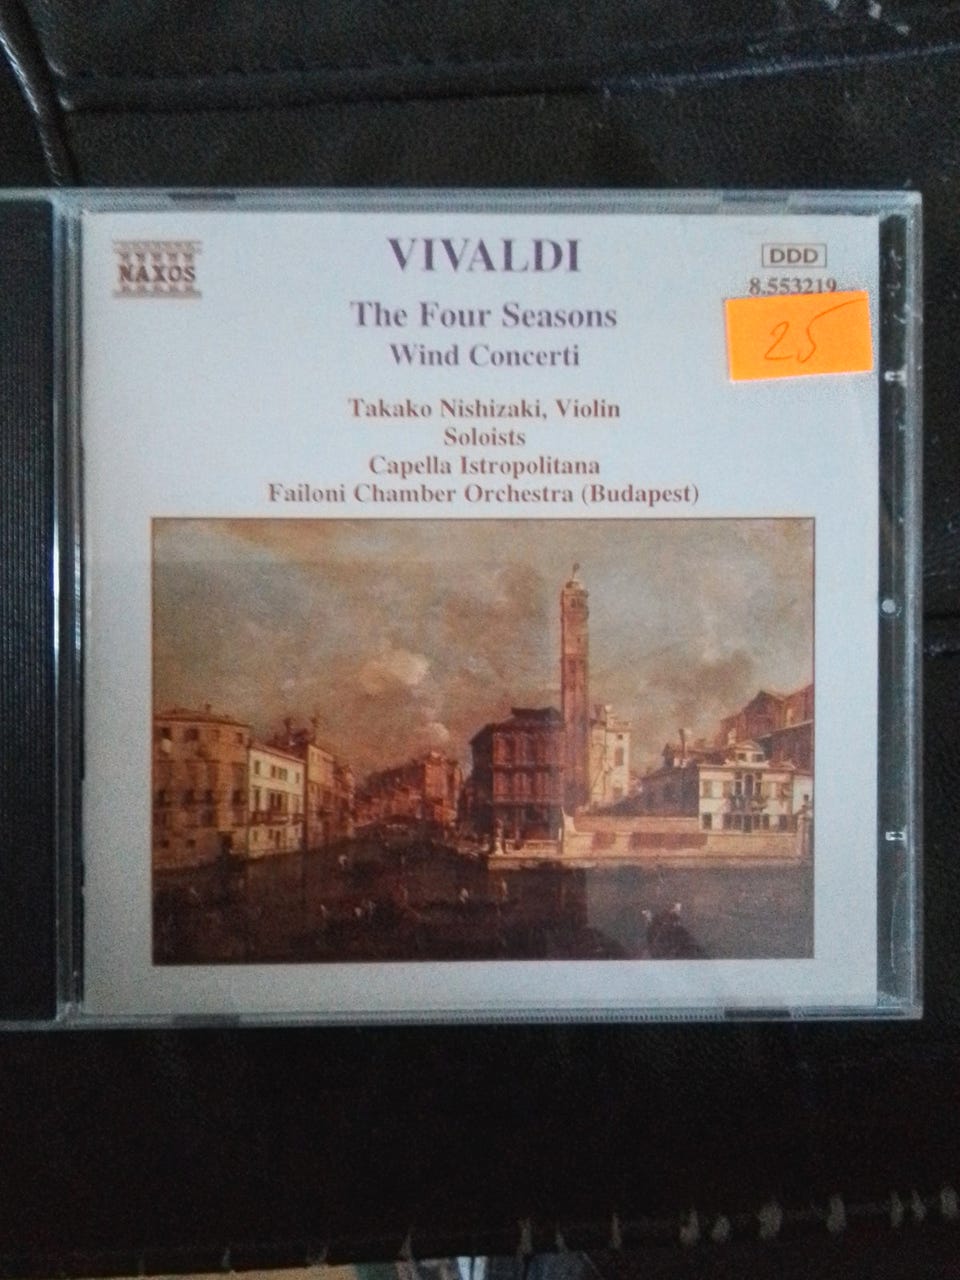 NAXOS
VIVALDI
DDD
8.553219
25
The Four Seasons
Wind Concerti
Takako Nishizaki, Violin
Soloists
Capella Istropolitana
Failoni Chamber Orchestra (Budapest)